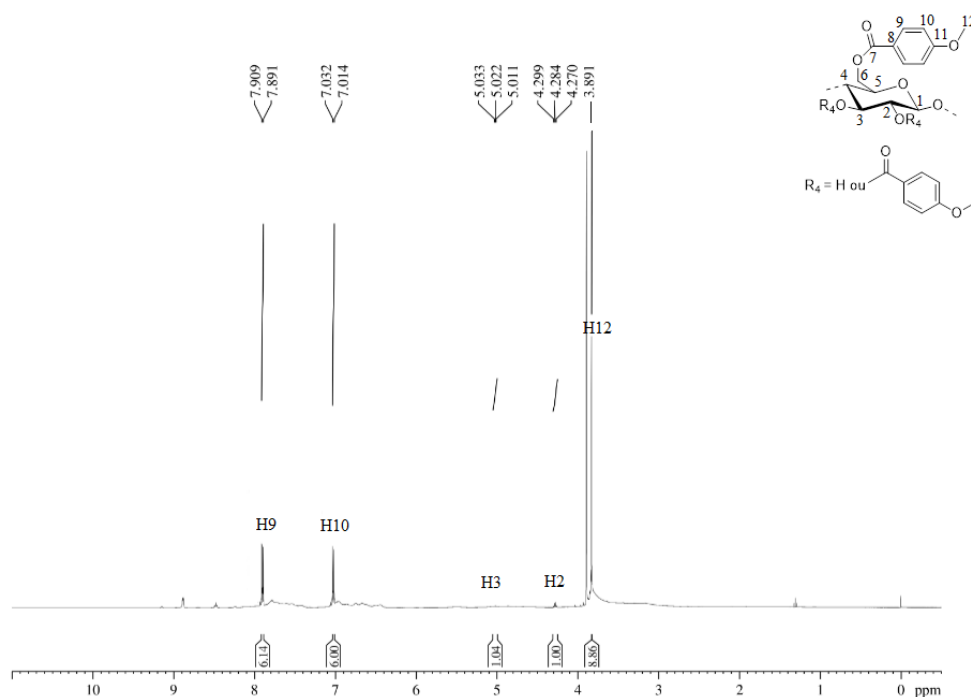 7.909
7.891
7.032
7.014
5.033
5.022
5.011
4.299
4.284
4.270
3.891
O
9
10
12
8
11
O
7
O
4
6
5
O
R₄O
3
2
OR₄
1
O
O
R₄ = H ou
O
H12
H9
H10
H3
H2
6.14
6.00
1.04
1.00
8.86
10 9 8 7 6 5 4 3 2 1 0 ppm